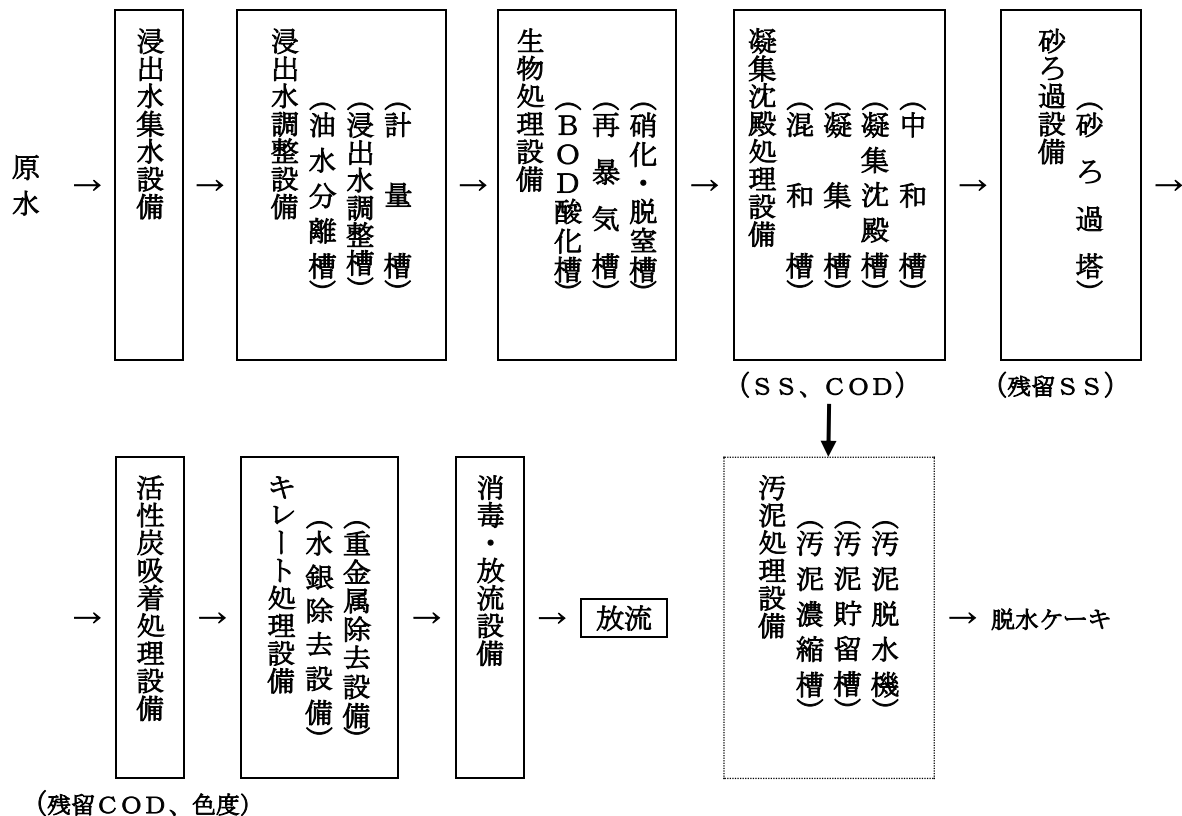 原水
→
浸出水集水設備
→
浸出水調整設備
（油水分離槽）
（浸出水調整槽）
（計量槽）
→
生物処理設備
（ＢＯＤ酸化槽）
（再暴気槽）
（硝化・脱窒槽）
→
凝集沈殿処理設備
（混和槽）
（凝集槽）
（凝集沈殿槽）
（中和槽）
→
砂ろ過設備
（砂ろ過塔）
→
（ＳＳ、ＣＯＤ）
（残留ＳＳ）
→
活性炭吸着処理設備
→
キレート処理設備
（水銀除去設備）
（重金属除去設備）
→
消毒・放流設備
→
放流
汚泥処理設備
（汚泥濃縮槽）
（汚泥貯留槽）
（汚泥脱水機）
→
脱水ケーキ
（残留ＣＯＤ、色度）